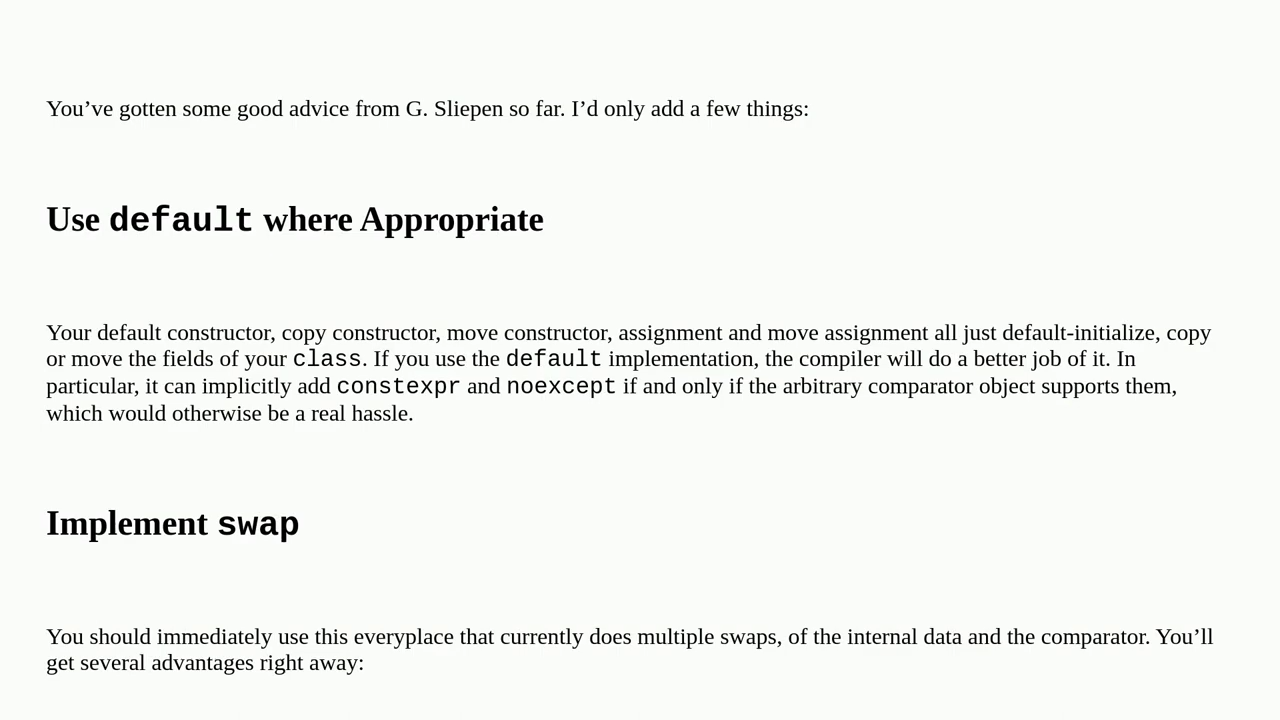 You’ve gotten some good advice from G. Sliepen so far. I’d only add a few things:
Use default where Appropriate
Your default constructor, copy constructor, move constructor, assignment and move assignment all just default-initialize, copy
or move the fields of your class. If you use the default implementation, the compiler will do a better job of it. In
particular, it can implicitly add constexpr and noexcept if and only if the arbitrary comparator object supports them,
which would otherwise be a real hassle.
Implement swap
You should immediately use this everyplace that currently does multiple swaps, of the internal data and the comparator. You’ll
get several advantages right away: